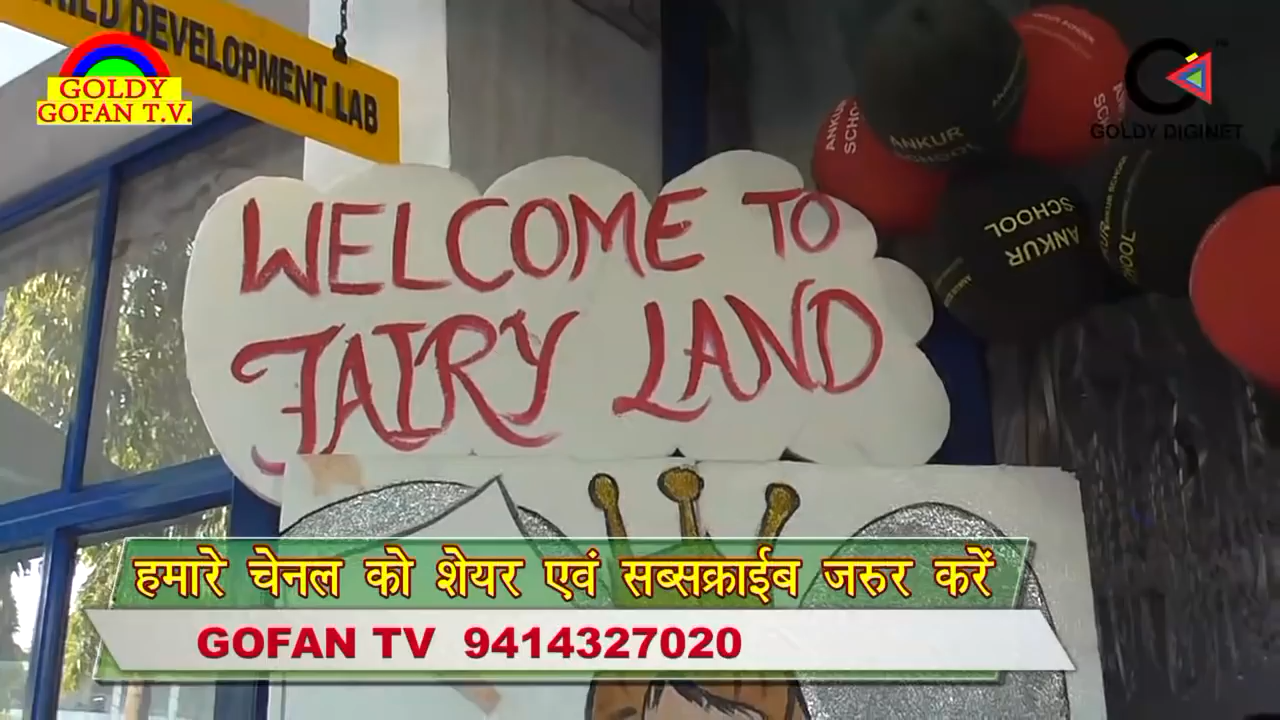 DEVELOPMENT LAB
GOLDY
GOFAN T.V.
GOLDY DIGINET
ANKUR
SCHOOL
ANKUR
SCHOOL
WELCOME TO
FAIRY LAND
हमारे चेनल को शेयर एवं सब्सक्राईब जरुर करें
GOFAN TV 9414327020